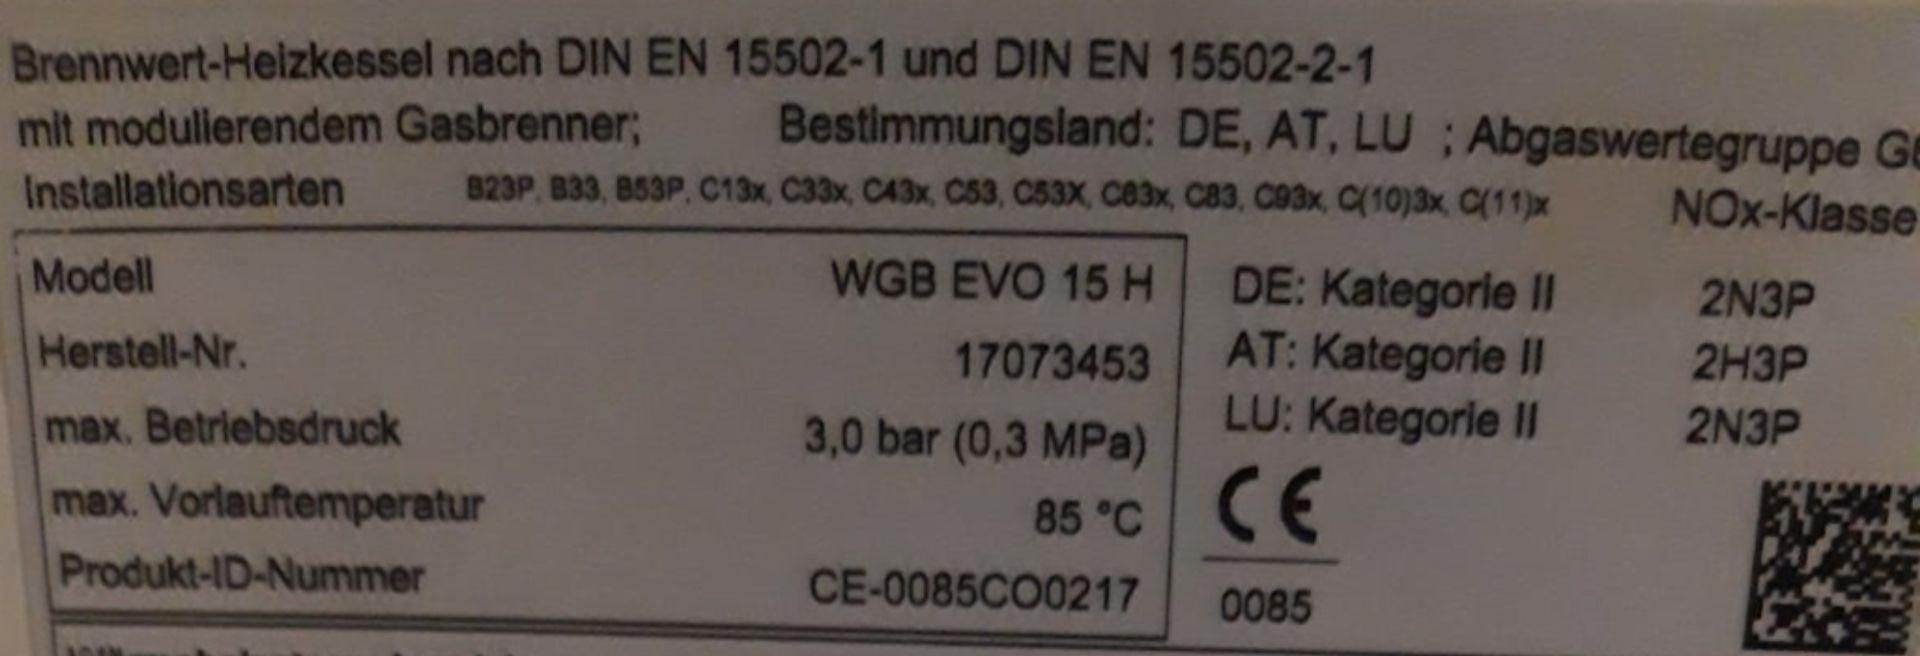 Brennwert-Heizkessel nach DIN EN 15502-1 und DIN EN 15502-2-1
mit modulierendem Gasbrenner; Bestimmungsland: DE, AT, LU ; Abgaswertegruppe
Installationsarten B23P, B33, B53P, C13x, C33x, C43x, C53, C53X, C63x, C83, C93x, C(10)3x, C(11)x NOx-Klasse
Modell WGB EVO 15 H
Herstell-Nr. 17073453
max. Betriebsdruck 3,0 bar (0,3 MPa)
max. Vorlauftemperatur 85 °C
Produkt-ID-Nummer CE-0085CO0217
DE: Kategorie II 2N3P
AT: Kategorie II 2H3P
LU: Kategorie II 2N3P
CE
0085